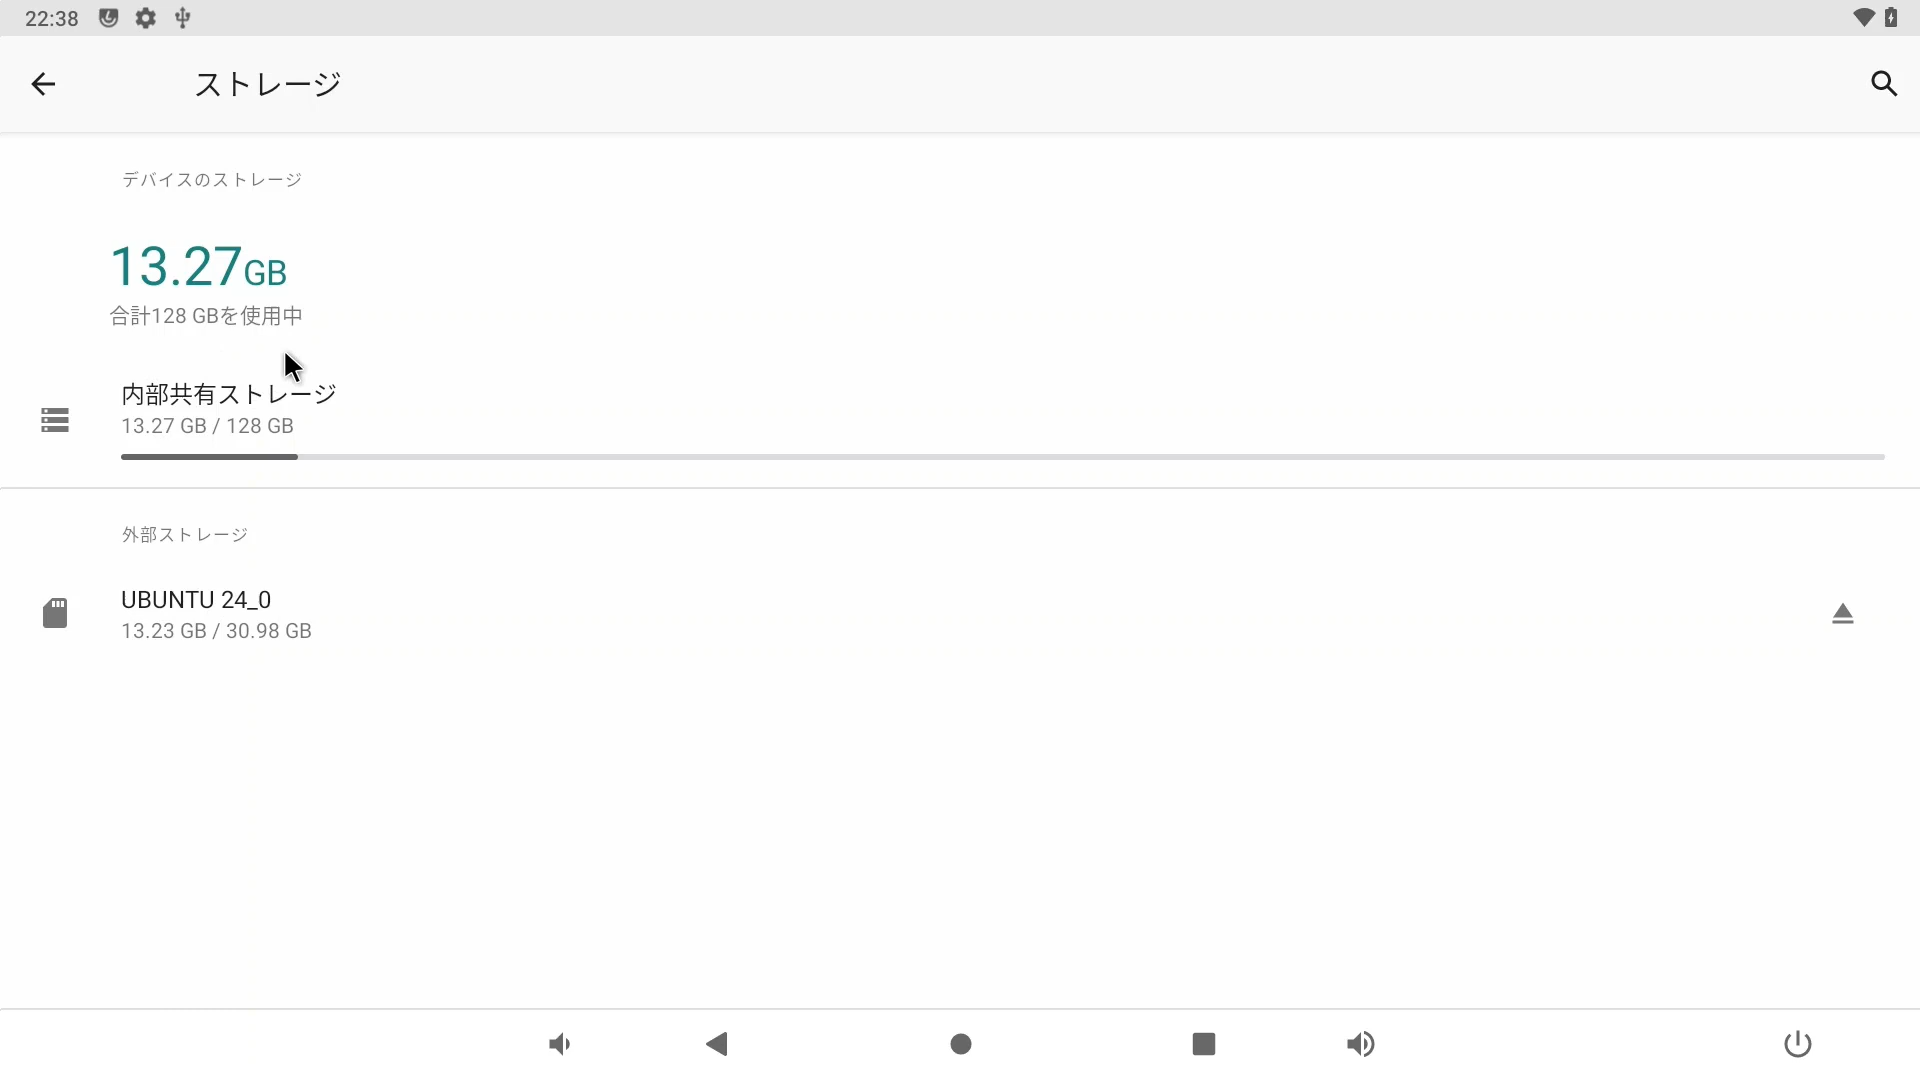 22:38
ストレージ
デバイスのストレージ
13.27GB
合計128 GBを使用中
内部共有ストレージ
13.27 GB / 128 GB
外部ストレージ
UBUNTU 24_0
13.23 GB / 30.98 GB